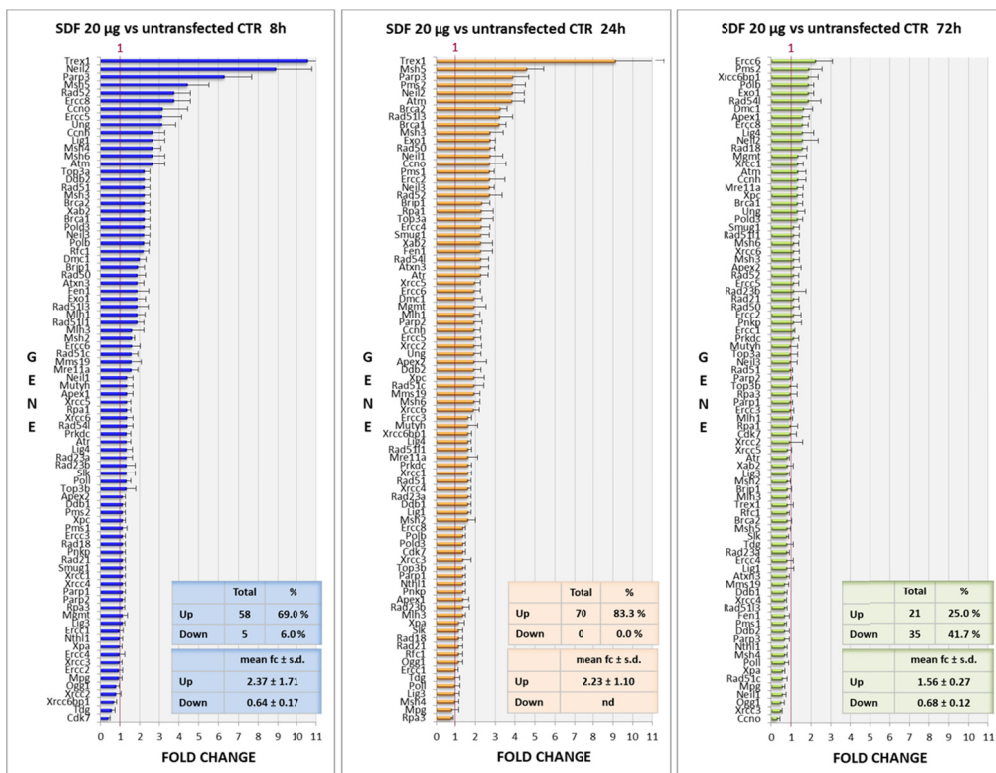 SDF 20 µg vs untransfected CTR 8h
1
Trex1
Neil2
Parp3
Msh5
Rad52
Ercc8
Ccno
Ercc5
Ung
Ccnh
Lig1
Msh4
Msh6
Atm
Top3a
Ddb2
Rad51
Msh3
Brca2
Xab2
Brca1
Pold3
Neil3
Polb
Rfc1
Dmc1
Brip1
Rad50
Atxn3
Fen1
Exo1
Rad51l3
Mlh1
Rad51l1
Mlh3
Msh2
Ercc6
Rad51c
Mms19
Mre11a
Neil1
Mutyh
Apex1
Xrcc5
Rpa1
Xrcc6
Rad54l
Prkdc
Atr
Lig4
Rad23a
Rad23b
Slk
Poll
Top3b
Apex2
Ddb1
Pms2
Xpc
Pms1
Ercc3
Rad18
Pnkp
Rad21
Smug1
Xrcc1
Xrcc4
Parp1
Parp2
Rpa3
Mgmt
Lig3
Ercc1
Nthl1
Xpa
Ercc4
Xrcc3
Ercc2
Mpg
Ogg1
Xrcc2
Xrcc6bp1
Tdg
Cdk7
GENE
Total %
Up 58 69.0 %
Down 5 6.0%
mean fc ± s.d.
Up 2.37 ± 1.71
Down 0.64 ± 0.17
0 1 2 3 4 5 6 7 8 9 10 11
FOLD CHANGE
SDF 20 µg vs untransfected CTR 24h
1
Trex1
Msh5
Parp3
Pms2
Neil2
Atm
Brca2
Rad51l3
Brca1
Msh3
Exo1
Rad50
Neil1
Ccno
Pms1
Ercc2
Neil3
Rad52
Brip1
Rpa1
Top3a
Ercc4
Smug1
Xab2
Fen1
Rad54l
Atxn3
Atr
Xrcc5
Ercc6
Dmc1
Mgmt
Mlh1
Parp2
Ccnh
Ercc5
Xrcc2
Ung
Apex2
Ddb2
Xpc
Rad51c
Mms19
Msh6
Xrcc6
Ercc3
Mutyh
Xrcc6bp1
Lig4
Rad51l1
Mre11a
Prkdc
Xrcc1
Rad51
Xrcc4
Rad23a
Ddb1
Lig1
Msh2
Ercc8
Polb
Pold3
Cdk7
Xrcc3
Top3b
Parp1
Nthl1
Pnkp
Apex1
Rad23b
Mlh3
Xpa
Slk
Rad18
Rad21
Rfc1
Ogg1
Ercc1
Tdg
Poll
Lig3
Msh4
Mpg
Rpa3
GENE
Total %
Up 70 83.3 %
Down 0 0.0 %
mean fc ± s.d.
Up 2.23 ± 1.10
Down nd
0 1 2 3 4 5 6 7 8 9 10 11
FOLD CHANGE
SDF 20 µg vs untransfected CTR 72h
1
Ercc6
Pms2
Xrcc6bp1
Polb
Exo1
Rad54l
Dmc1
Apex1
Ercc8
Lig4
Neil2
Rad18
Mgmt
Xrcc1
Atm
Ccnh
Mre11a
Xpc
Brca1
Ung
Pold3
Smug1
Rad51l1
Msh6
Xrcc6
Msh3
Apex2
Rad52
Ercc5
Rad23b
Rad21
Rad50
Ercc2
Pnkp
Ercc1
Prkdc
Mutyh
Top3a
Neil3
Rad51
Parp2
Top3b
Rpa3
Parp1
Ercc3
Mlh1
Rpa1
Cdk7
Xrcc2
Xrcc5
Atr
Xab2
Lig3
Msh2
Brip1
Mlh3
Trex1
Rfc1
Brca2
Msh5
Slk
Tdg
Rad23a
Ercc4
Lig1
Atxn3
Mms19
Ddb1
Xrcc4
Rad51l3
Fen1
Pms1
Ddb2
Parp3
Nthl1
Msh4
Poll
Xpa
Rad51c
Mpg
Neil1
Ogg1
Xrcc3
Ccno
GENE
Total %
Up 21 25.0 %
Down 35 41.7 %
mean fc ± s.d.
Up 1.56 ± 0.27
Down 0.68 ± 0.12
0 1 2 3 4 5 6 7 8 9 10 11
FOLD CHANGE